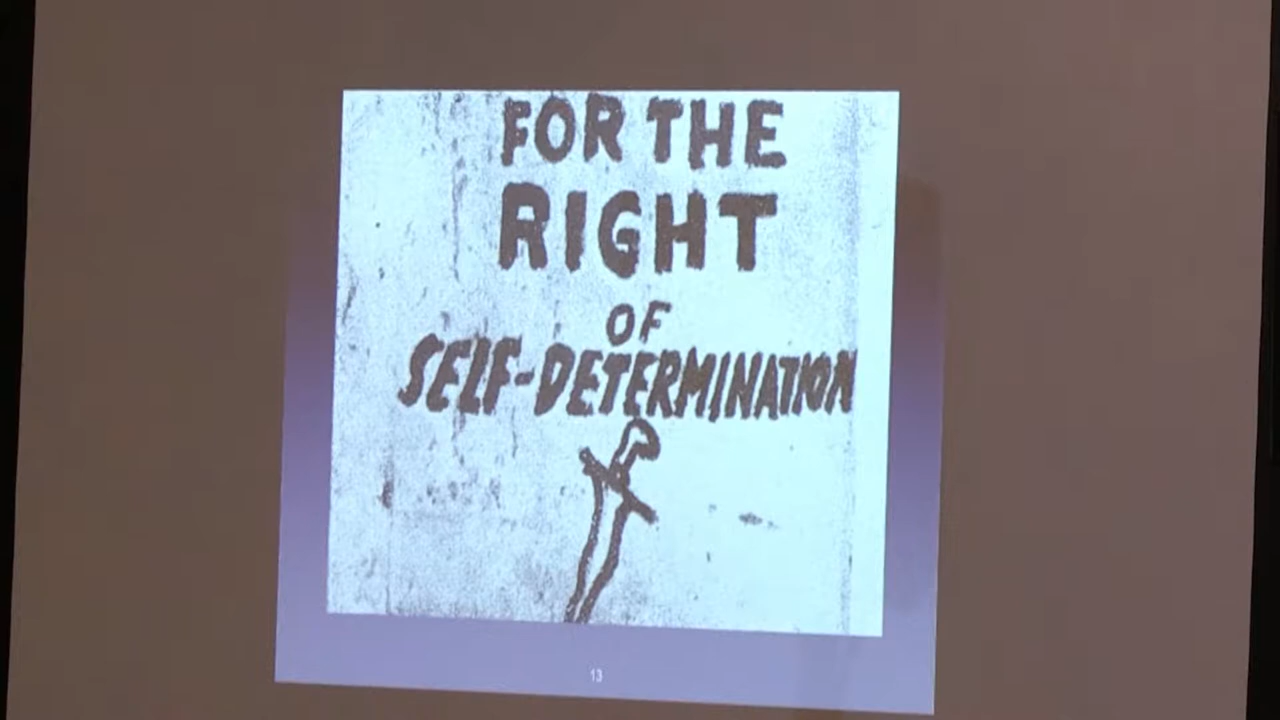 FOR THE
RIGHT
OF
SELF-DETERMINATION
13